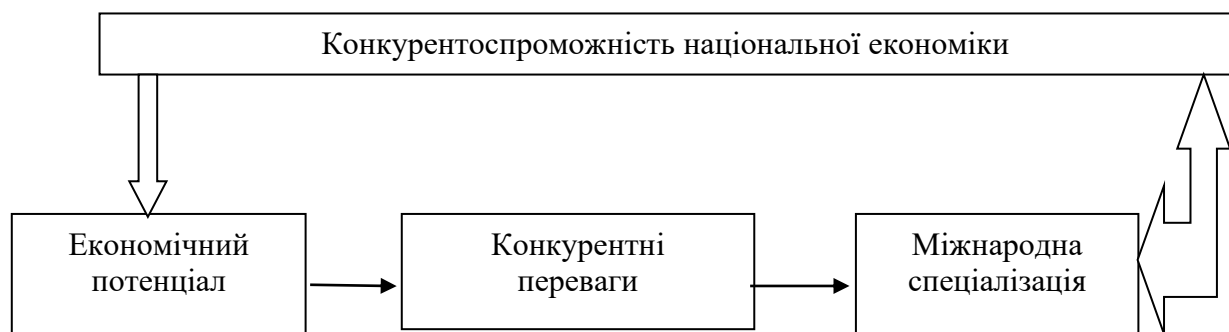 Конкурентоспроможність національної економіки
Економічний
потенціал
Конкурентні
переваги
Міжнародна
спеціалізація